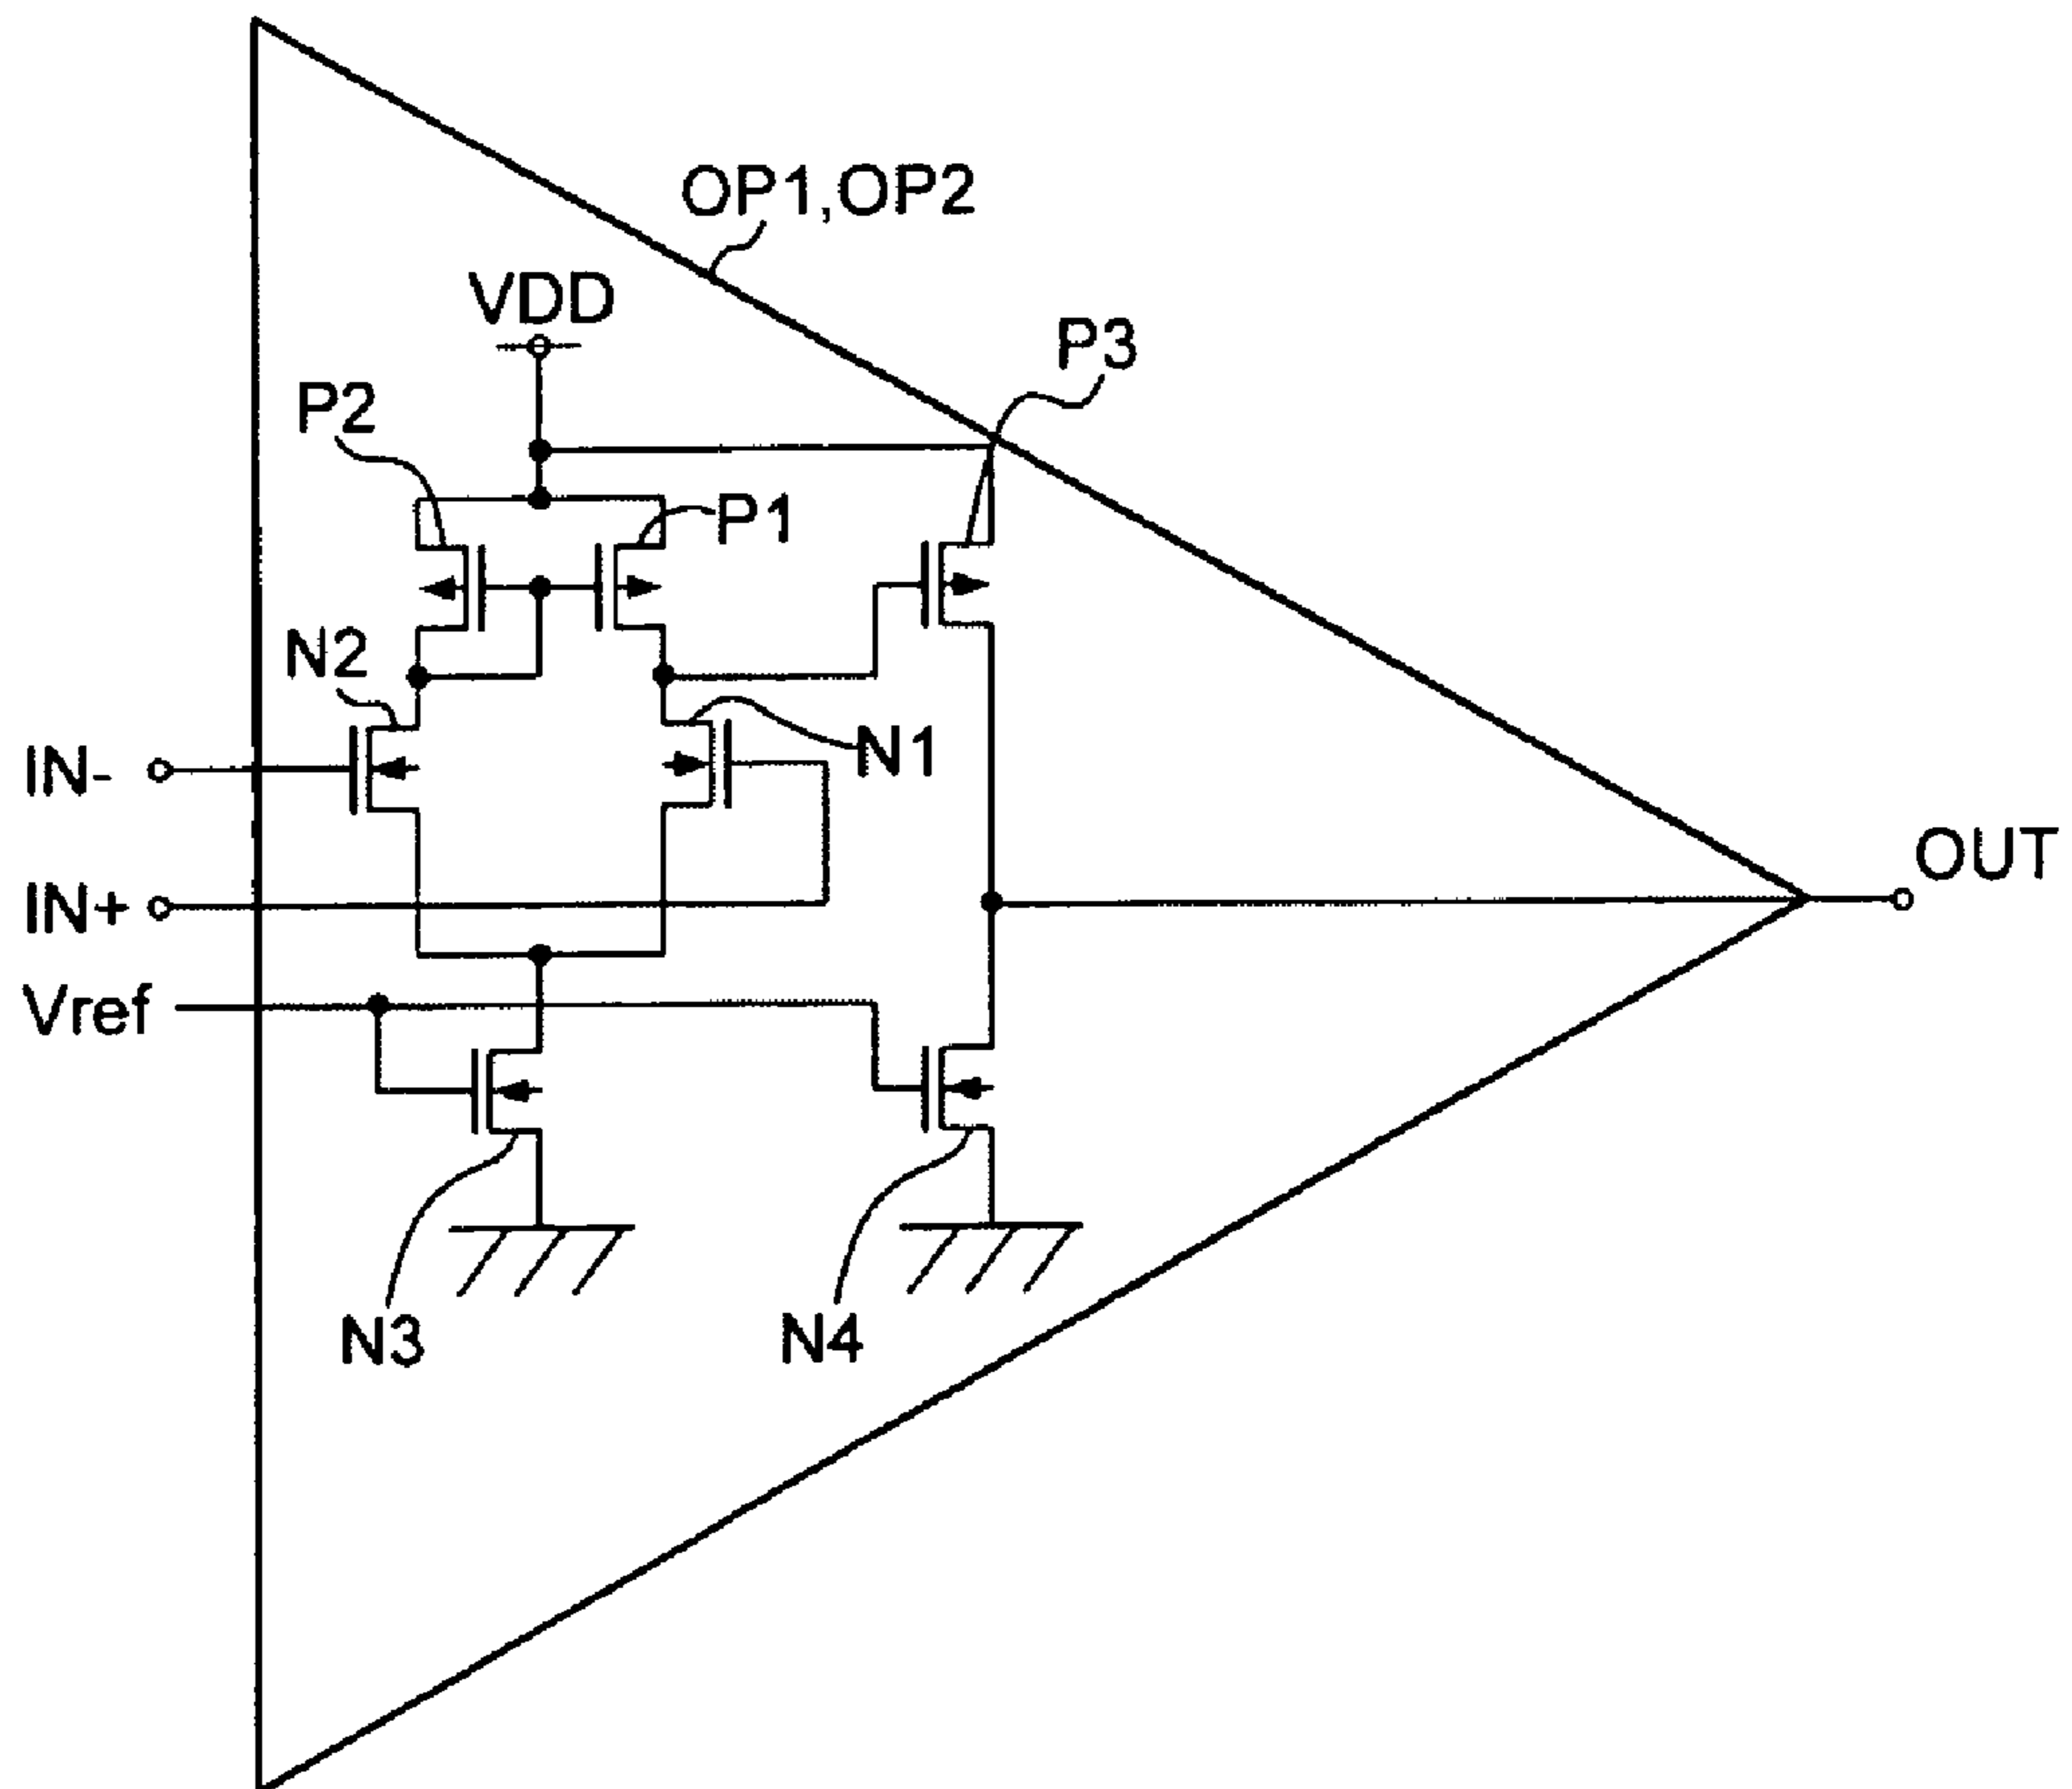 OP1,OP2
VDD
P3
P2
P1
N2
N1
IN-
OUT
IN+
Vref
N3
N4